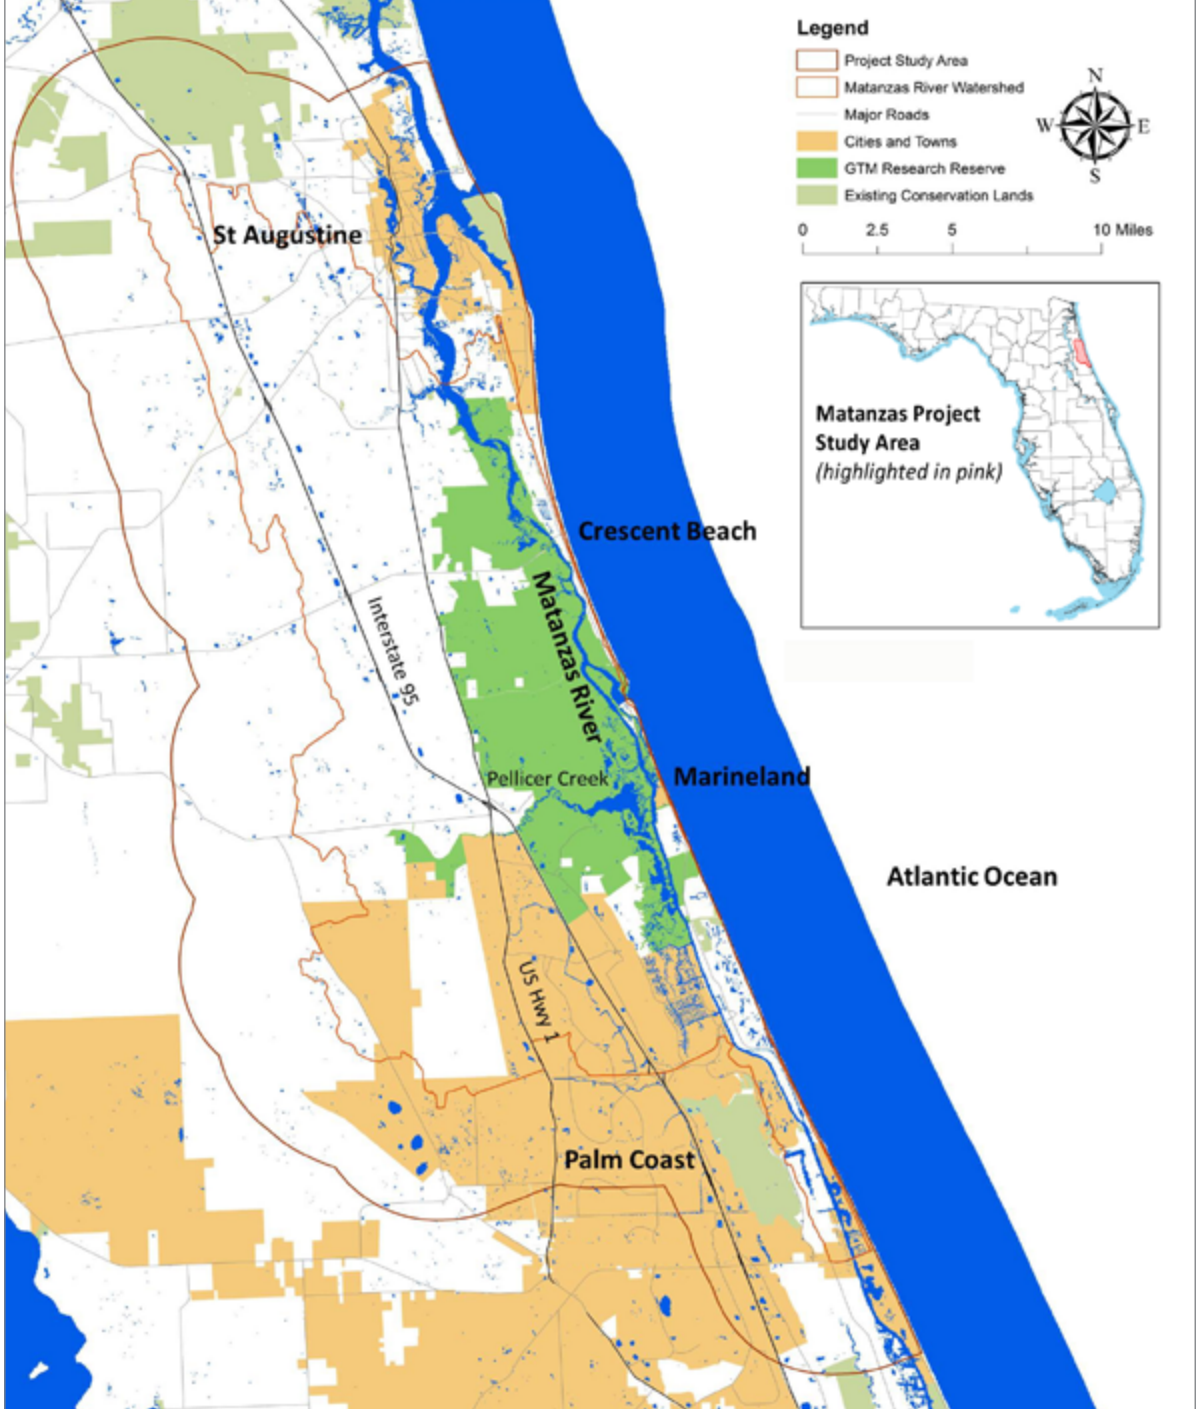 Legend
Project Study Area
Matanzas River Watershed
Major Roads
Cities and Towns
GTM Research Reserve
Existing Conservation Lands
N
W E
S
0 2.5 5 10 Miles
Matanzas Project
Study Area
(highlighted in pink)
St Augustine
Crescent Beach
Matanzas River
Interstate 95
Pellicer Creek
Marineland
Atlantic Ocean
US Hwy 1
Palm Coast